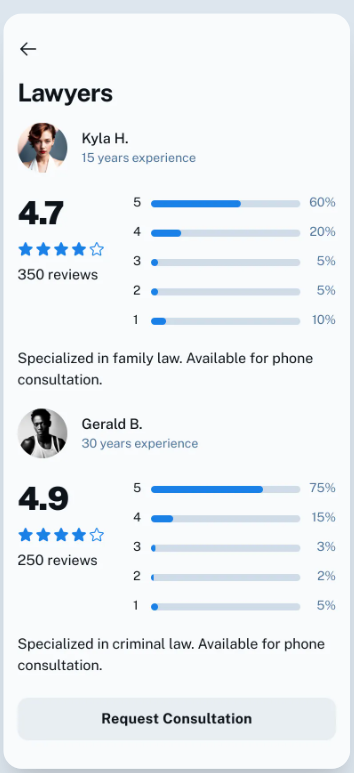 Lawyers
Kyla H.
15 years experience
4.7
350 reviews
5 60%
4 20%
3 5%
2 5%
1 10%
Specialized in family law. Available for phone
consultation.
Gerald B.
30 years experience
4.9
250 reviews
5 75%
4 15%
3 3%
2 2%
1 5%
Specialized in criminal law. Available for phone
consultation.
Request Consultation